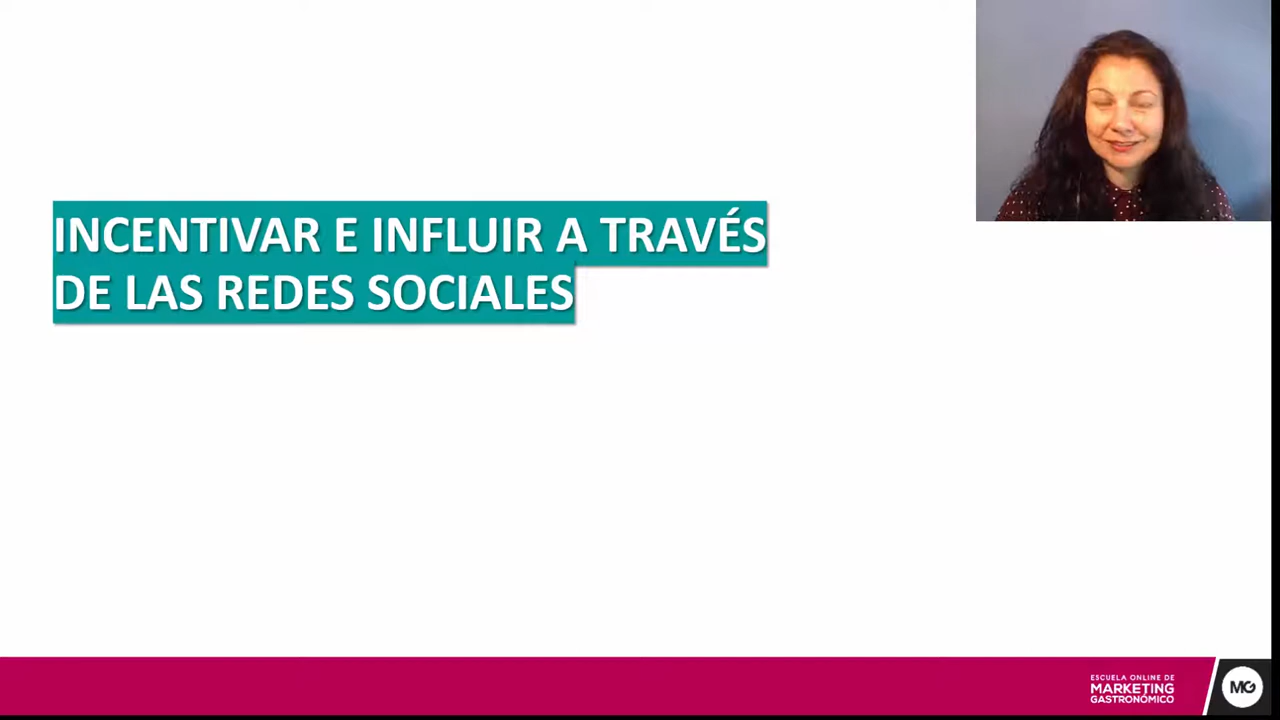 INCENTIVAR E INFLUIR A TRAVÉS
DE LAS REDES SOCIALES
ESCUELA ONLINE DE
MARKETING
GASTRONÓMICO
MG